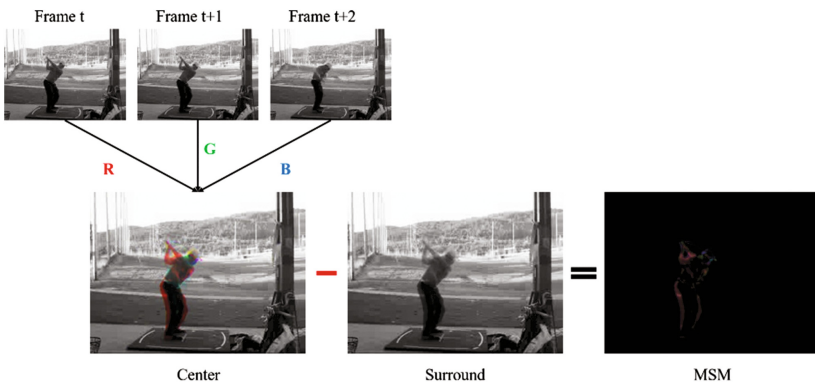 Frame t
Frame t+1
Frame t+2
R
G
B
Center
Surround
MSM